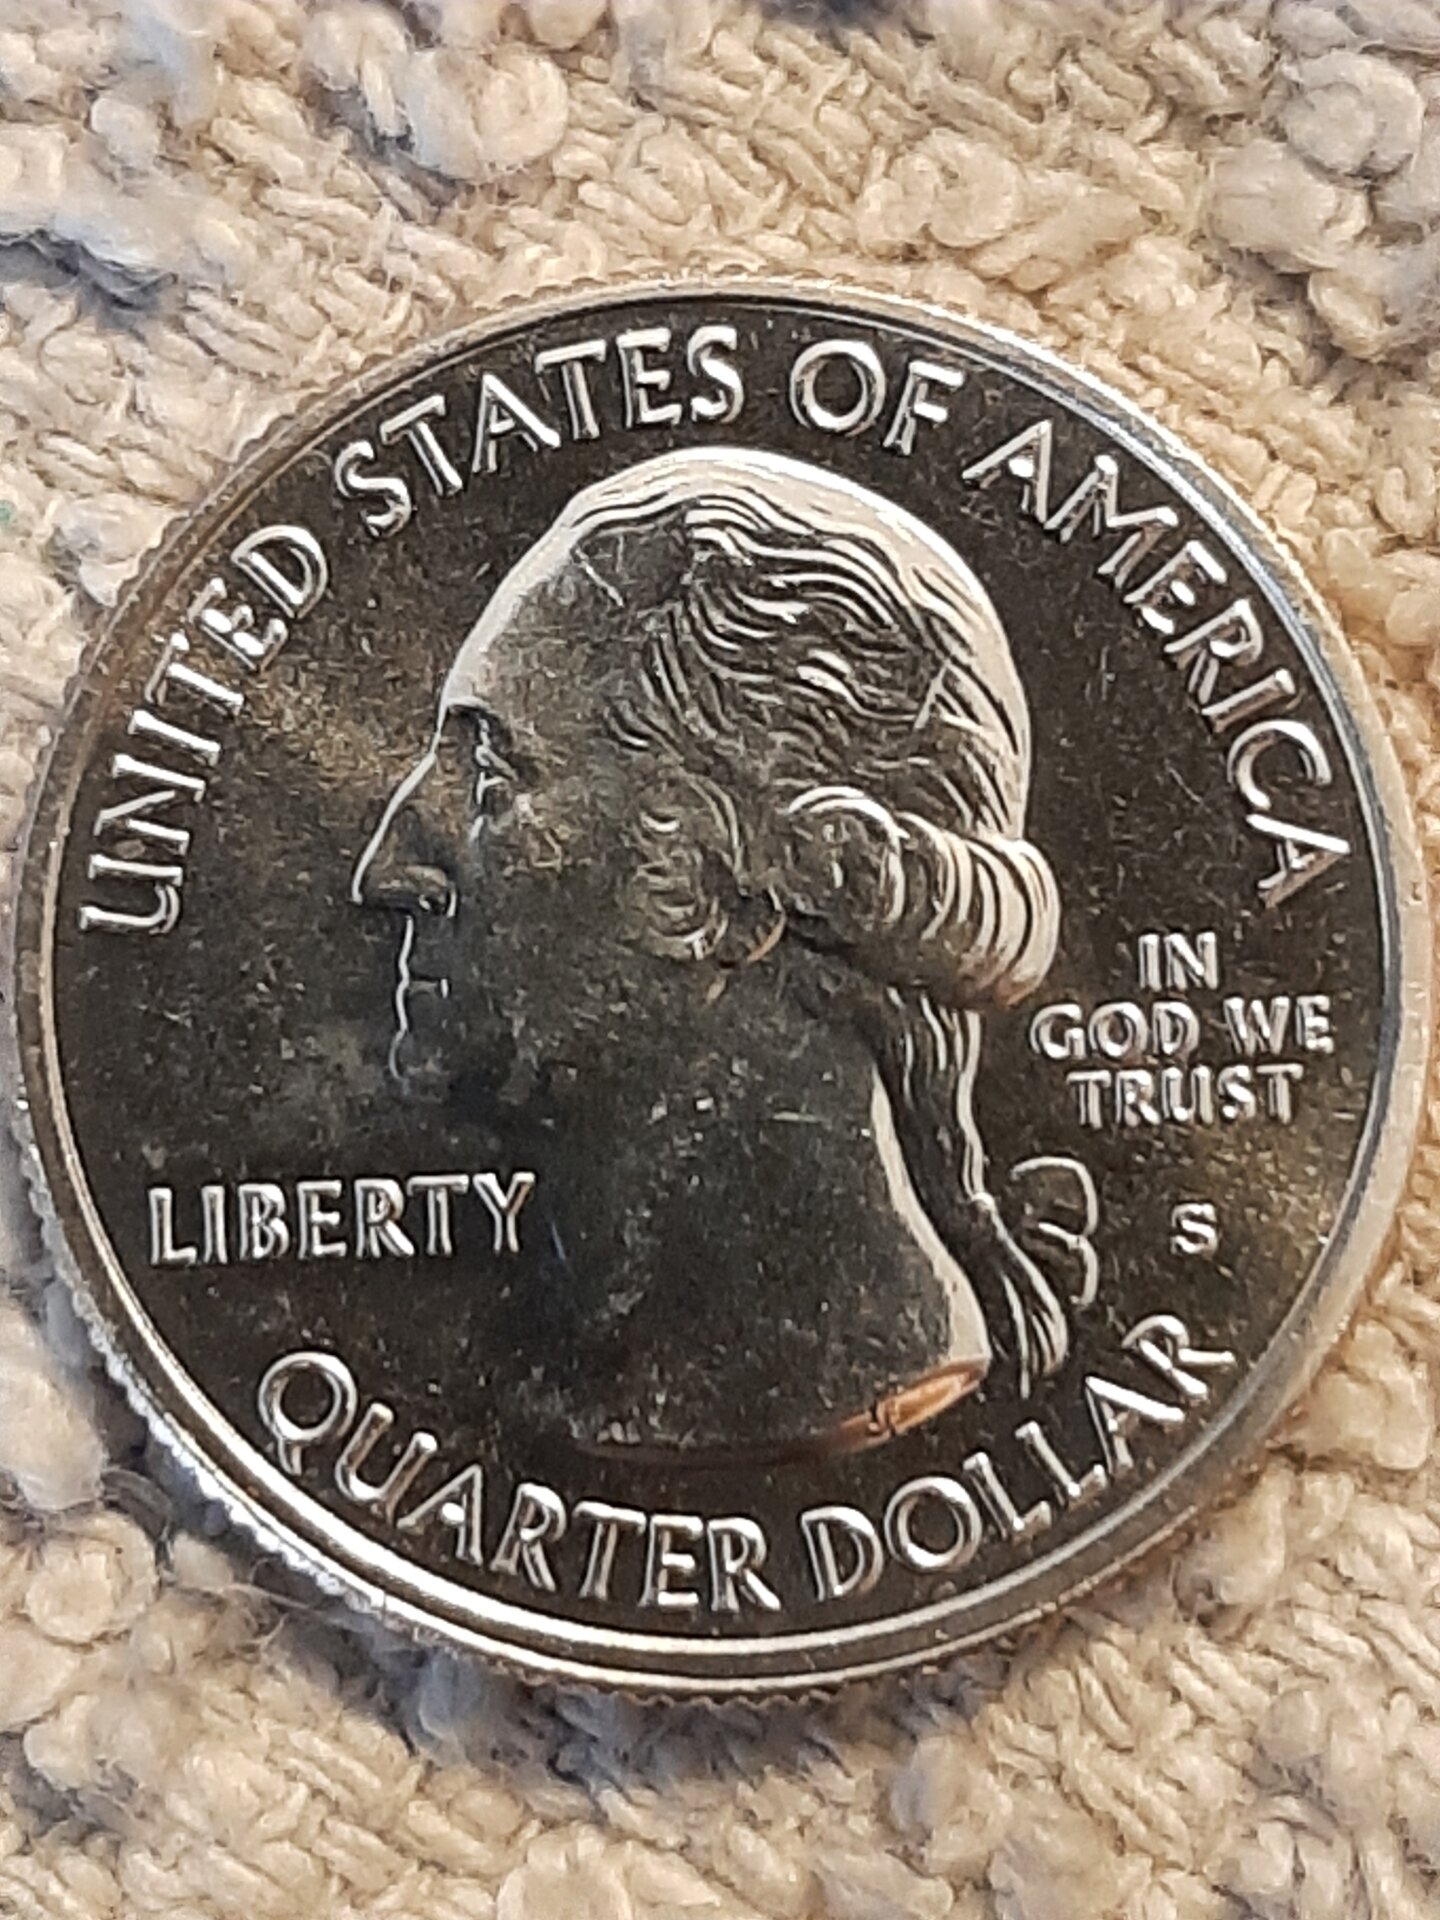 UNITED STATES OF AMERICA
IN
GOD WE
TRUST
LIBERTY
S
QUARTER DOLLAR